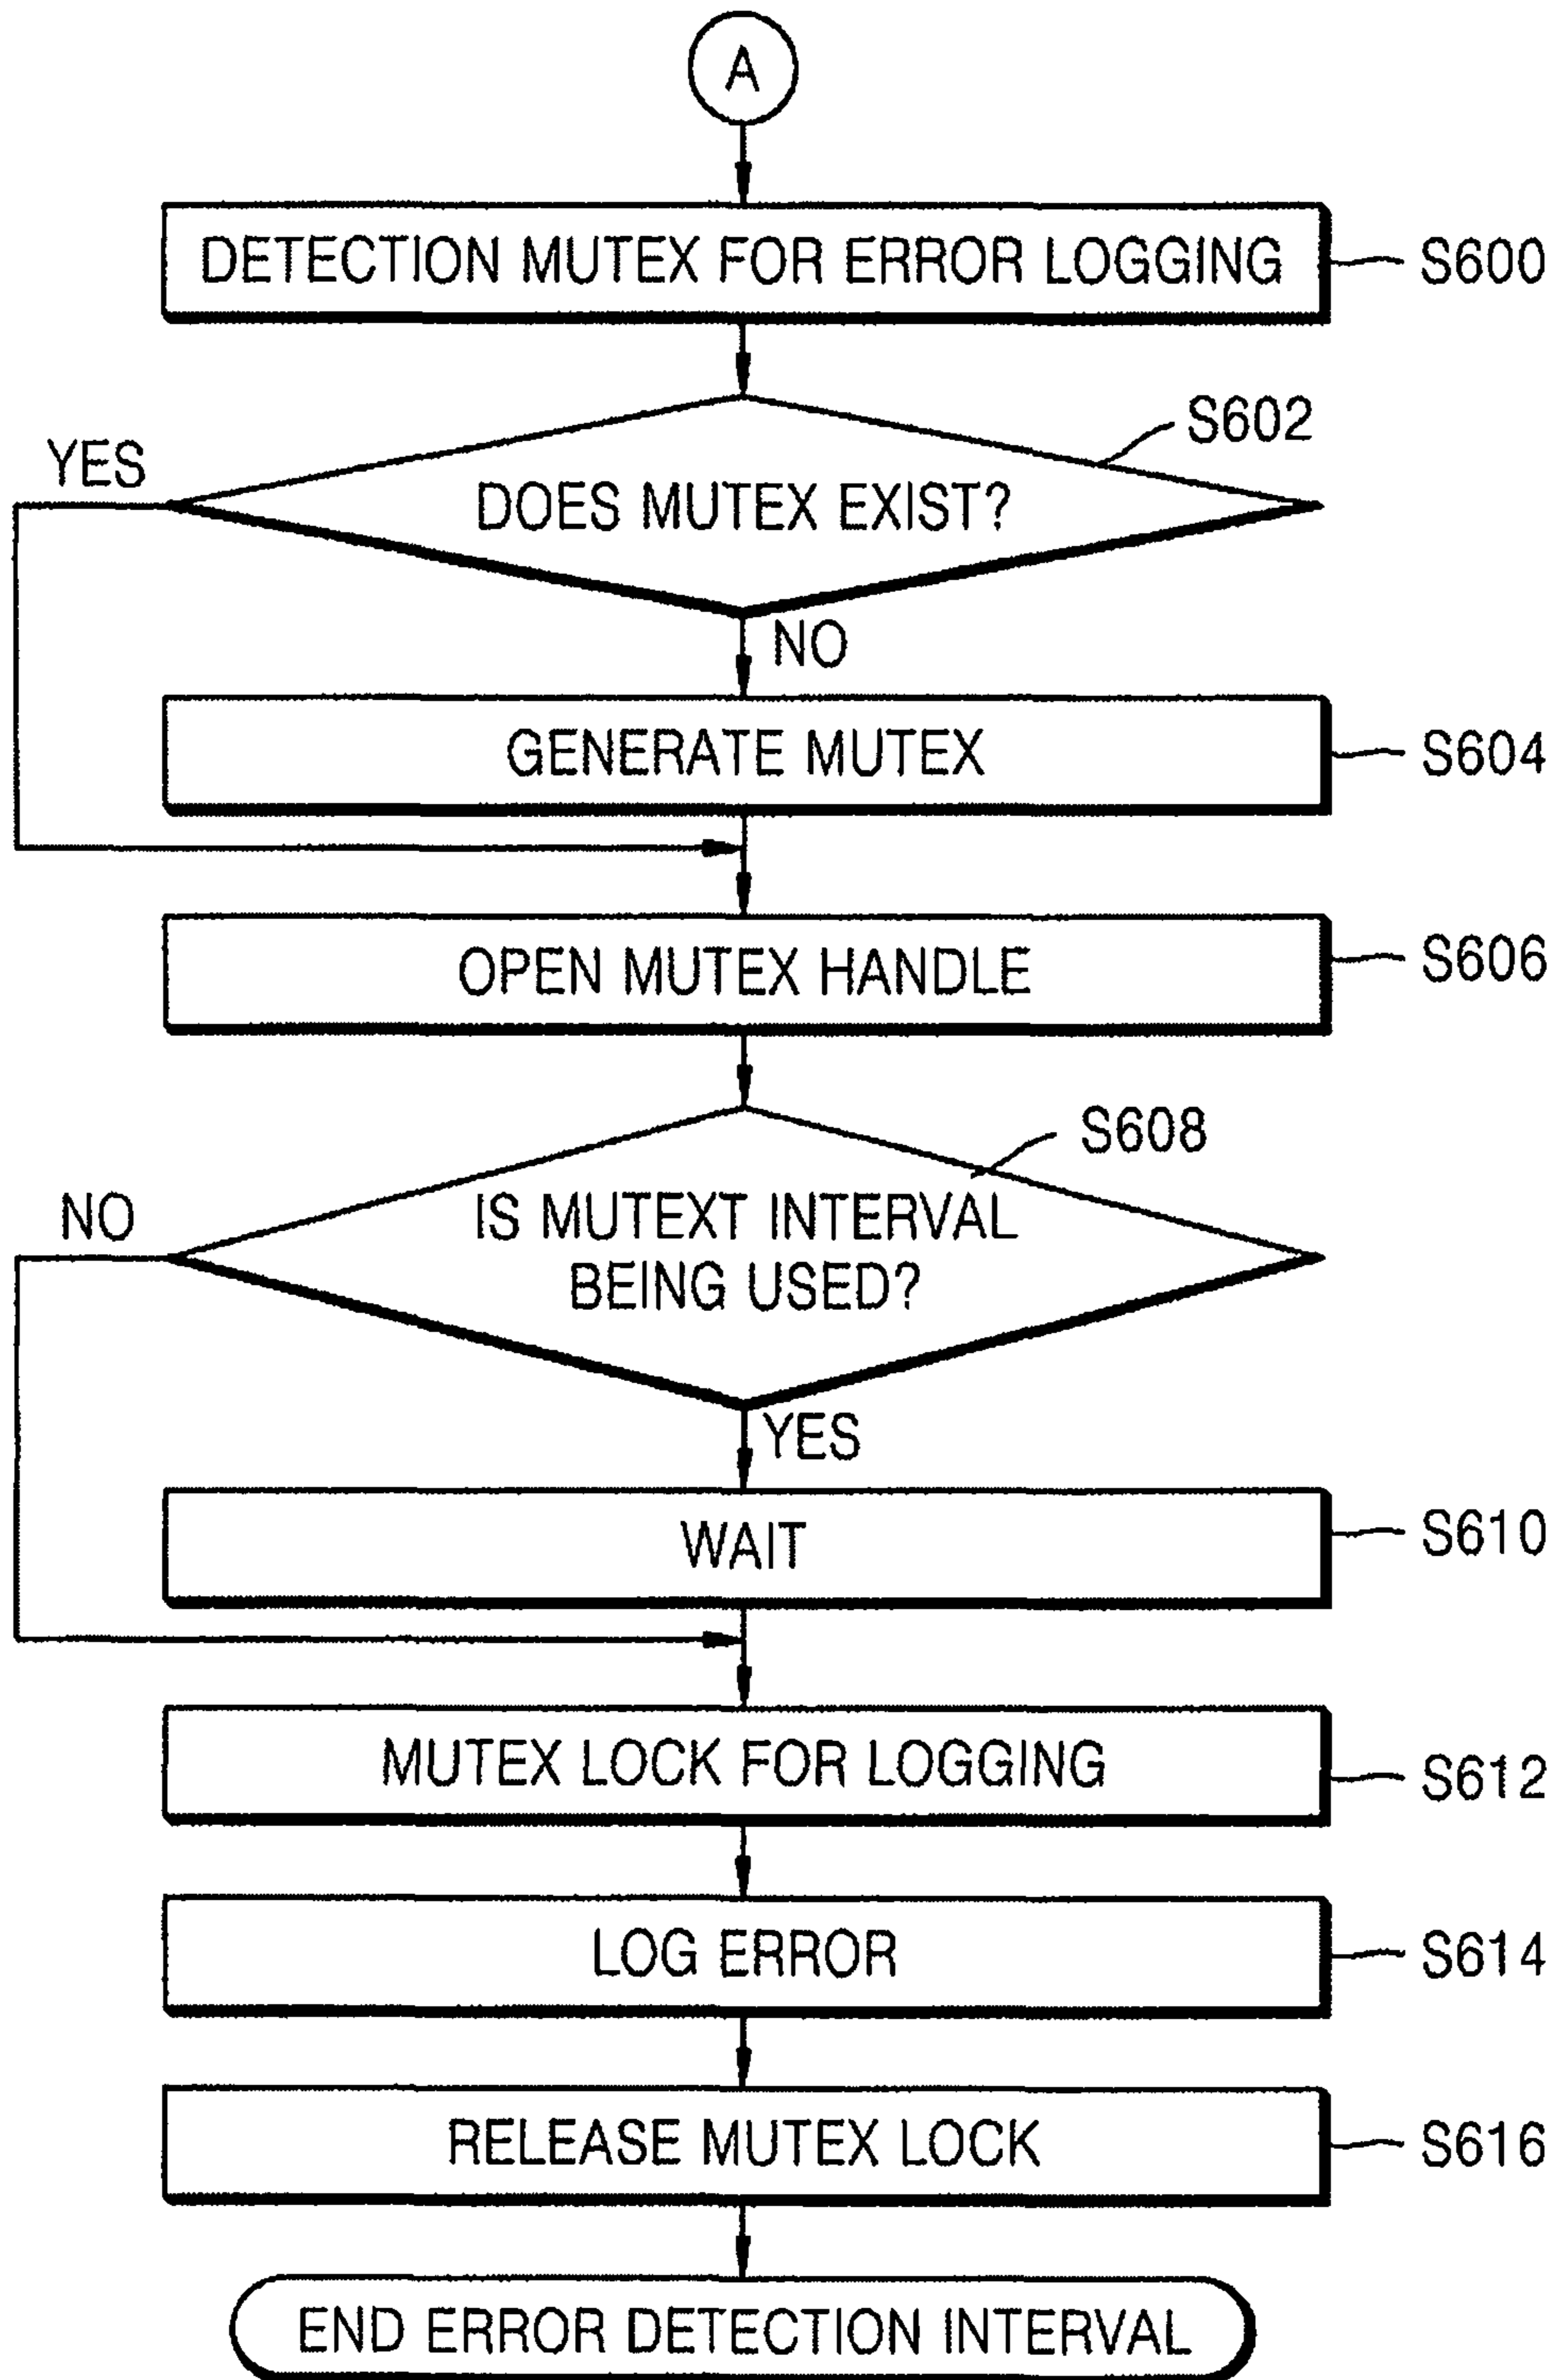 A
DETECTION MUTEX FOR ERROR LOGGING
S600
S602
YES
DOES MUTEX EXIST?
NO
GENERATE MUTEX
S604
OPEN MUTEX HANDLE
S606
S608
NO
IS MUTEXT INTERVAL
BEING USED?
YES
WAIT
S610
MUTEX LOCK FOR LOGGING
S612
LOG ERROR
S614
RELEASE MUTEX LOCK
S616
END ERROR DETECTION INTERVAL